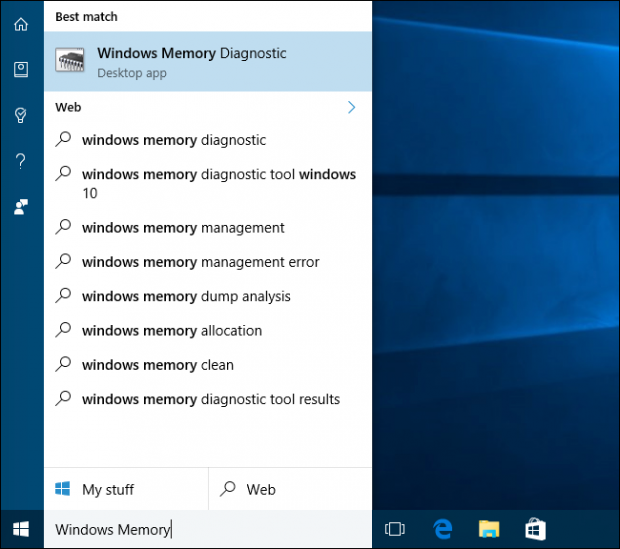 Best match
Windows Memory Diagnostic
Desktop app
Web
windows memory diagnostic
windows memory diagnostic tool windows
10
windows memory management
windows memory management error
windows memory dump analysis
windows memory allocation
windows memory clean
windows memory diagnostic tool results
My stuff
Web
Windows Memory